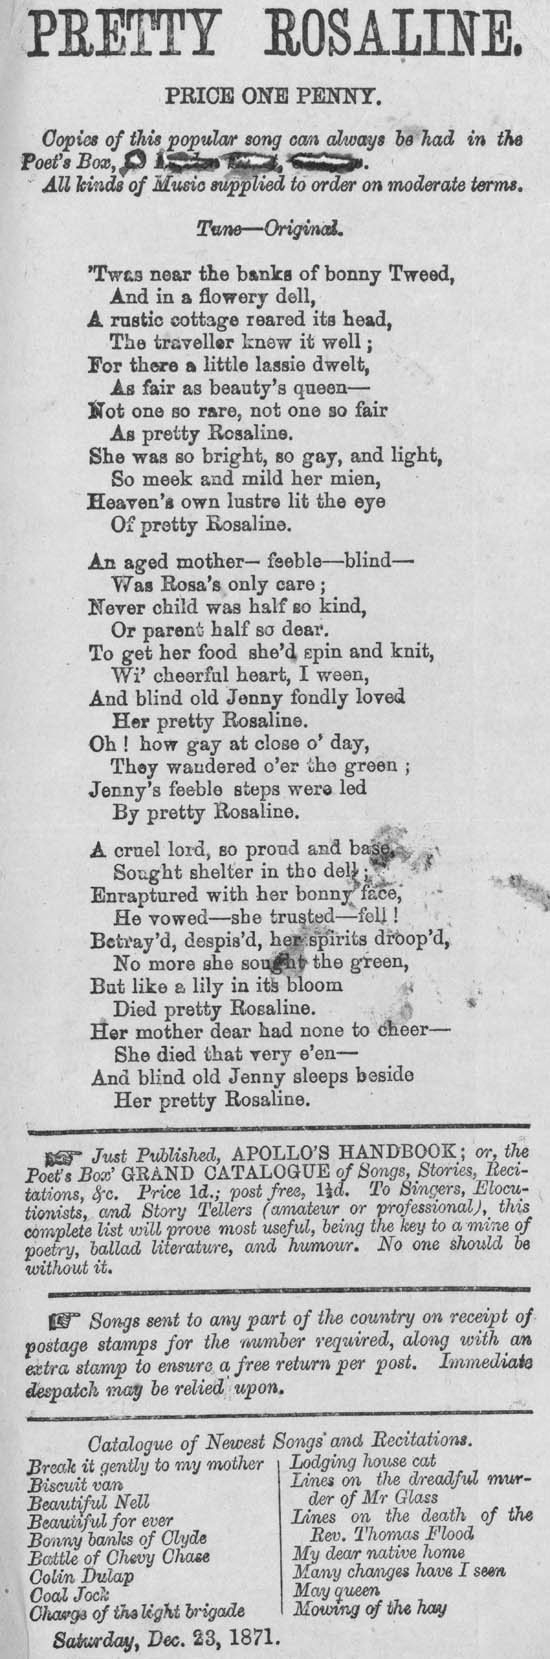 PRETTY ROSALINE.
PRICE ONE PENNY.
Copies of this popular song can always be had in the
Poet's Box,
All kinds of Music supplied to order on moderate terms.
Tune—Original.
'Twas near the banks of bonny Tweed,
And in a flowery dell,
A rustic cottage reared its head,
The traveller knew it well;
For there a little lassie dwelt,
As fair as beauty's queen—
Not one so rare, not one so fair
As pretty Rosaline.
She was so bright, so gay, and light,
So meek and mild her mien,
Heaven's own lustre lit the eye
Of pretty Rosaline.
An aged mother—feeble—blind—
Was Rosa's only care;
Never child was half so kind,
Or parent half so dear.
To get her food she'd spin and knit,
Wi' cheerful heart, I ween,
And blind old Jenny fondly loved
Her pretty Rosaline.
Oh! how gay at close o' day,
They wandered o'er the green;
Jenny's feeble steps were led
By pretty Rosaline.
A cruel lord, so proud and base,
Sought shelter in the dell;
Enraptured with her bonny face,
He vowed—she trusted—fell!
Betray'd, despis'd, her spirits droop'd,
No more she sought the green,
But like a lily in its bloom
Died pretty Rosaline.
Her mother dear had none to cheer—
She died that very e'en—
And blind old Jenny sleeps beside
Her pretty Rosaline.
Just Published, APOLLO'S HANDBOOK; or, the
Poet's Box' GRAND CATALOGUE of Songs, Stories, Reci-
tations, &c. Price 1d.; post free, 1½d. To Singers, Elocu-
tionists, and Story Tellers (amateur or professional), this
complete list will prove most useful, being the key to a mine of
poetry, ballad literature, and humour. No one should be
without it.
Songs sent to any part of the country on receipt of
postage stamps for the number required, along with an
extra stamp to ensure a free return per post. Immediate
despatch may be relied upon.
Catalogue of Newest Songs and Recitations.
Break it gently to my mother
Biscuit van
Beautiful Nell
Beautiful for ever
Bonny banks of Clyde
Battle of Chevy Chase
Colin Dulap
Coal Jock
Charge of the light brigade
Lodging house cat
Lines on the dreadful mur-
der of Mr Glass
Lines on the death of the
Rev. Thomas Flood
My dear native home
Many changes have I seen
May queen
Mowing of the hay
Saturday, Dec. 23, 1871.